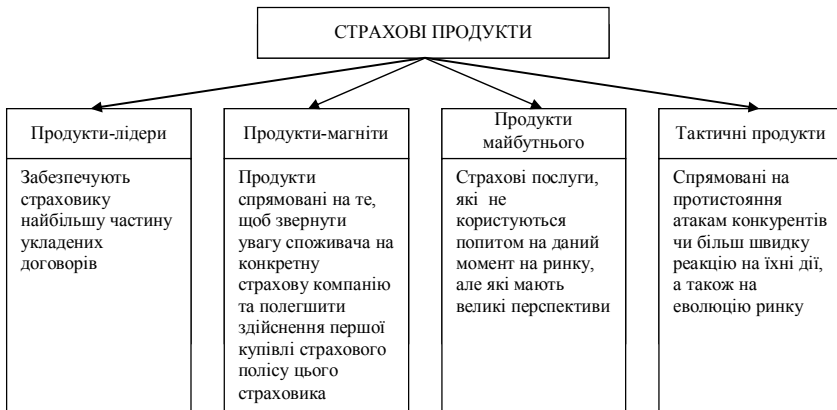 СТРАХОВІ ПРОДУКТИ
Продукти-лідери
Забезпечують
страховику
найбільшу частину
укладених
договорів
Продукти-магніти
Продукти
спрямовані на те,
щоб звернути
увагу споживача на
конкретну
страхову компанію
та полегшити
здійснення першої
купівлі страхового
полісу цього
страховика
Продукти
майбутнього
Страхові послуги,
які не
користуються
попитом на даний
момент на ринку,
але які мають
великі перспективи
Тактичні продукти
Спрямовані на
протистояння
атакам конкурентів
чи більш швидку
реакцію на їхні дії,
а також на
еволюцію ринку